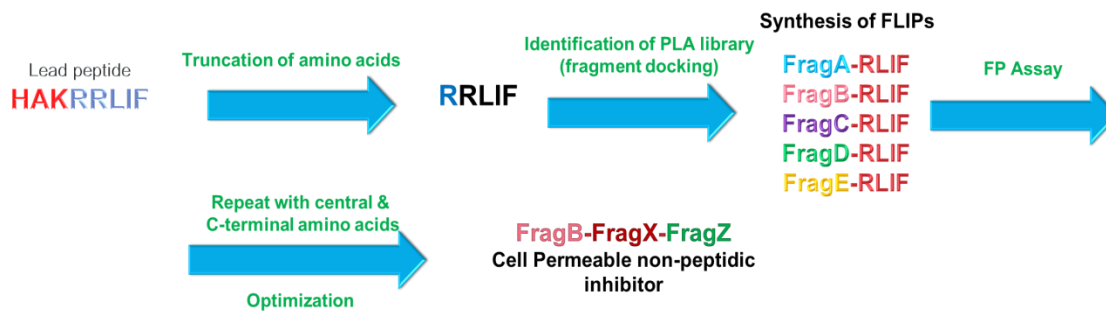 Lead peptide
HAKRRLIF
Truncation of amino acids
RRLIF
Identification of PLA library
(fragment docking)
Synthesis of FLIPs
FragA-RLIF
FragB-RLIF
FragC-RLIF
FragD-RLIF
FragE-RLIF
FP Assay
Repeat with central &
C-terminal amino acids
Optimization
FragB-FragX-FragZ
Cell Permeable non-peptidic
inhibitor